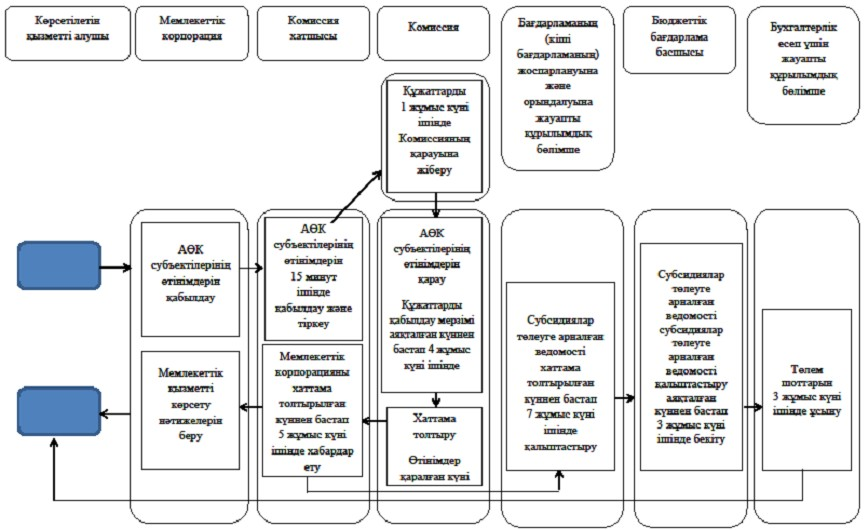 Көрсетілетін
қызметті алушы
Мемлекеттік
корпорация
Комиссия
хатшысы
Комиссия
Бағдарламаның
(кіші
бағдарламаның)
жоспарлануына
және
орындалуына
жауапты
құрылымдық
бөлімше
Бюджеттік
бағдарлама
басшысы
Бухгалтерлік
есеп үшін
жауапты
құрылымдық
бөлімше
Құжаттарды
1 жұмыс күні
ішінде
Комиссияның
қарауына
жіберу
АӨК
субъектілерінің
өтінімдерін
қабылдау
АӨК
субъектілерінің
өтінімдерін
15 минут
ішінде
қабылдау және
тіркеу
АӨК
субъектілерінің
өтінімдерін
қарау
Құжаттарды
қабылдау мерзімі
аяқталған күннен
бастап 4 жұмыс
күні ішінде
Субсидиялар
төлеуге арналған
ведомості
хаттама
толтырылған
күннен бастап
7 жұмыс күні
ішінде
қалыптастыру
Субсидиялар
төлеуге
арналған
ведомості
субсидиялар
төлеуге
арналған
ведомості
қалыптастыру
аяқталған
күннен бастап
3 жұмыс күні
ішінде бекіту
Төлем
шоттарын
3 жұмыс күні
ішінде ұсыну
Мемлекеттік
қызметті
көрсету
нәтижелерін
беру
Мемлекеттік
корпорацияны
хаттама
толтырылған
күннен бастап
5 жұмыс күні
ішінде хабардар
ету
Хаттама
толтыру
Өтінімдер
қаралған күні